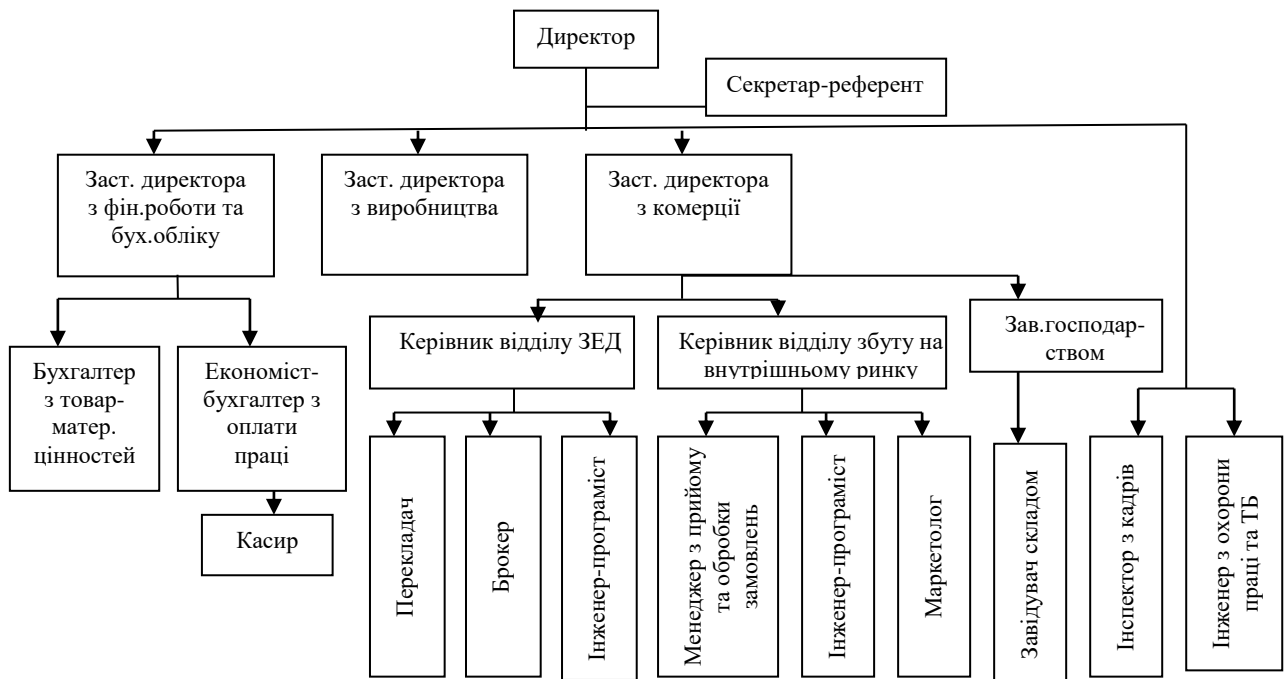 Директор
Секретар-референт
Заст. директора
з фін.роботи та
бух.обліку
Заст. директора
з виробництва
Заст. директора
з комерції
Керівник відділу ЗЕД
Керівник відділу збуту на
внутрішньому ринку
Зав.господар-
ством
Бухгалтер
з товар-
матер.
цінностей
Економіст-
бухгалтер з
оплати
праці
Касир
Перекладач
Брокер
Інженер-програміст
Менеджер з прийому
та обробки
замовлень
Інженер-програміст
Маркетолог
Завідувач складом
Інспектор з кадрів
Інженер з охорони
праці та ТБ